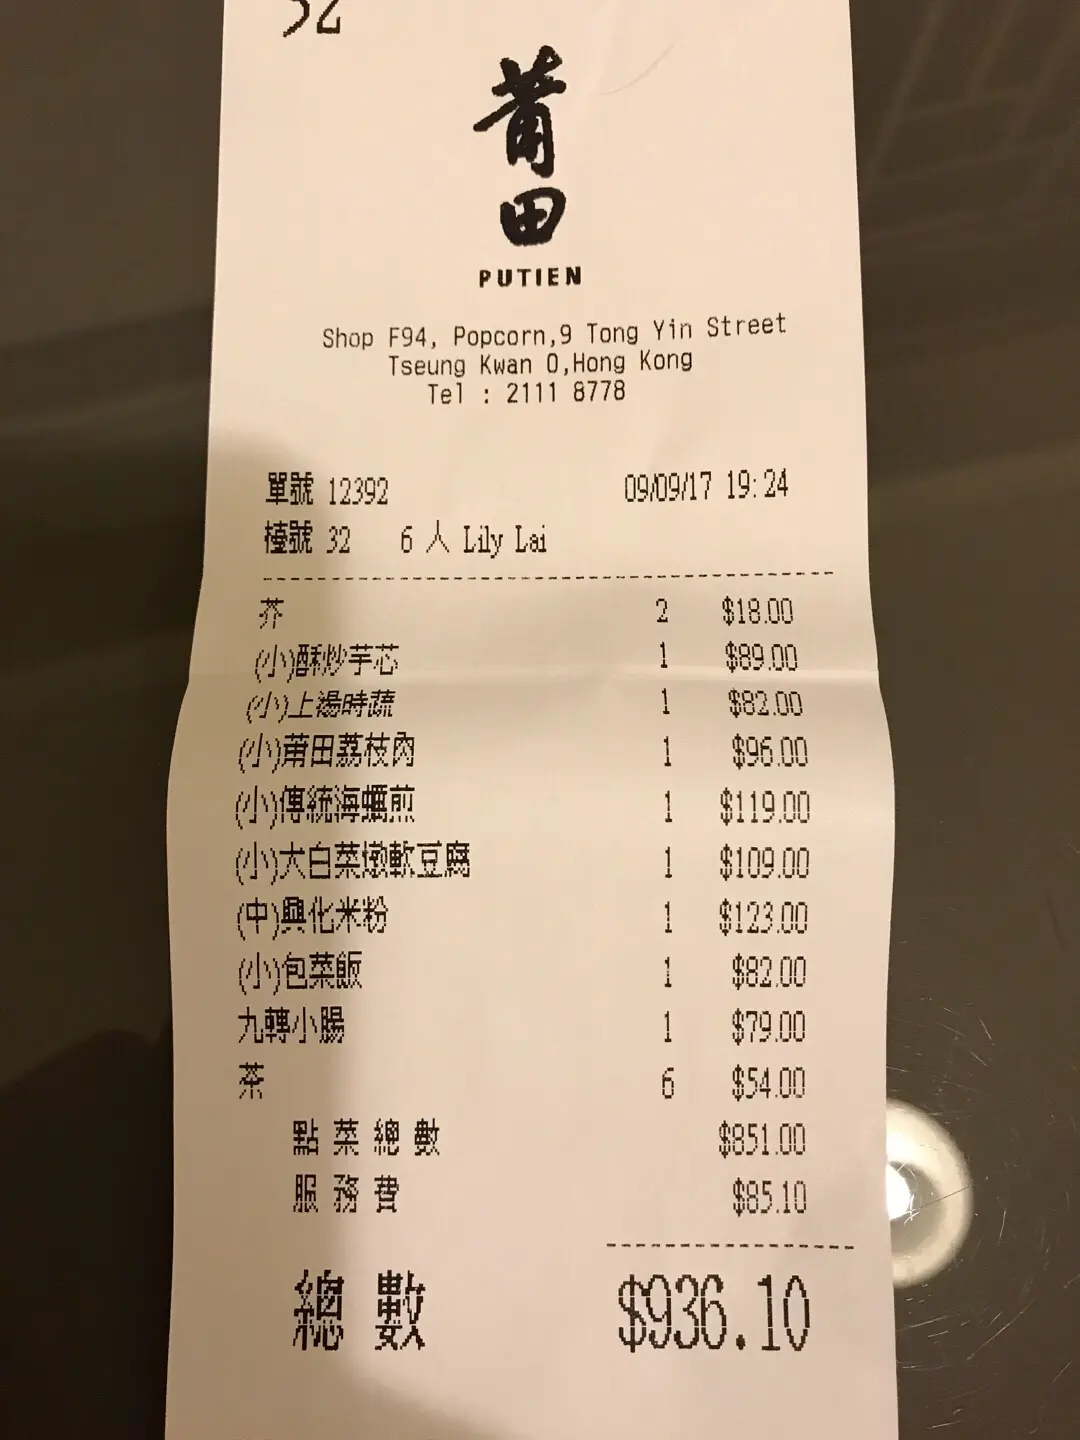 32
莆
田
PUTIEN
Shop F94, Popcorn,9 Tong Yin Street
Tseung Kwan O,Hong Kong
Tel : 2111 8778
單號 12392 09/09/17 19:24
檯號 32 6 人 Lily Lai
芥 2 $18.00
(小)酥炒芋芯 1 $89.00
(小)上湯時蔬 1 $82.00
(小)莆田荔枝肉 1 $96.00
(小)傳統海蠣煎 1 $119.00
(小)大白菜燉軟豆腐 1 $109.00
(中)興化米粉 1 $123.00
(小)包菜飯 1 $82.00
九轉小腸 1 $79.00
茶 6 $54.00
點菜總數 $851.00
服務費 $85.10
總數 $936.10